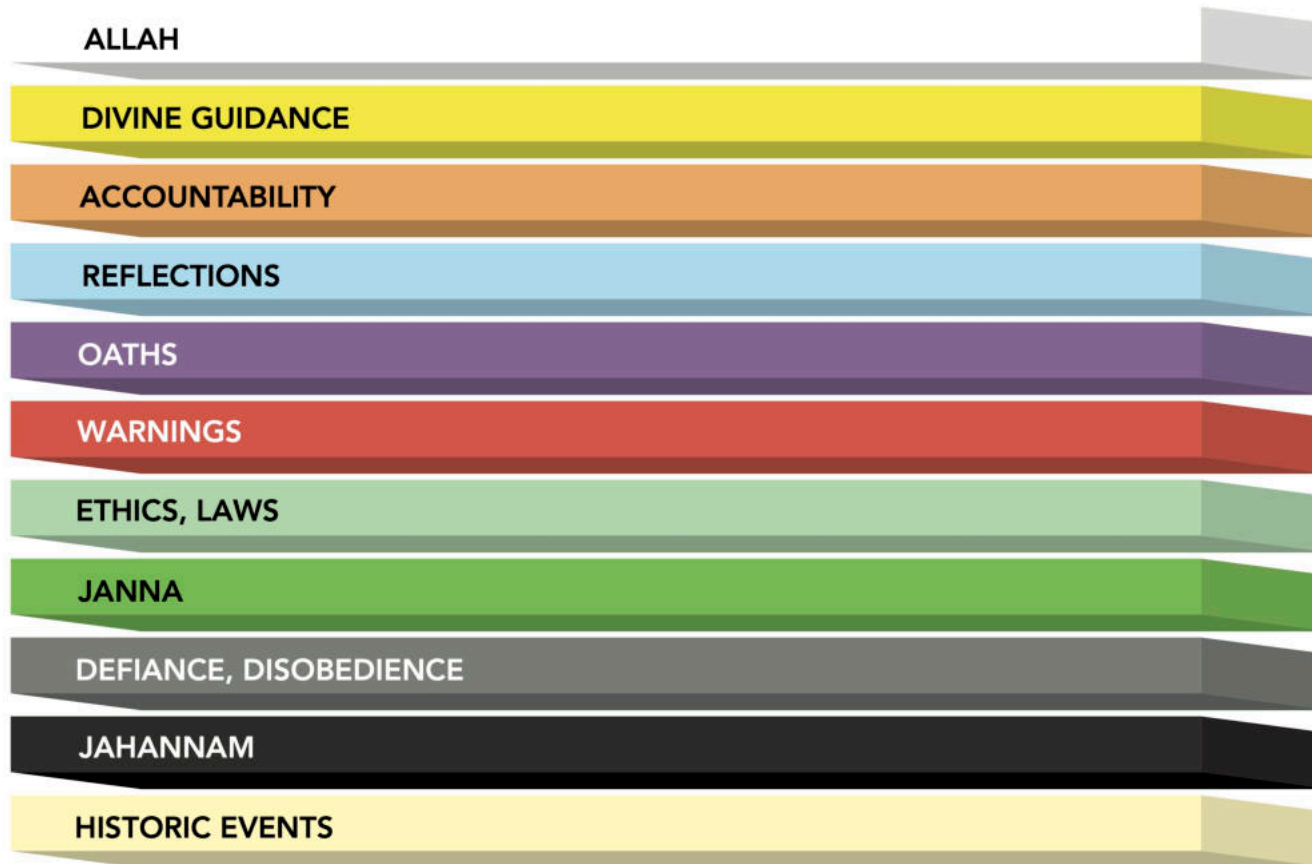 ALLAH
DIVINE GUIDANCE
ACCOUNTABILITY
REFLECTIONS
OATHS
WARNINGS
ETHICS, LAWS
JANNA
DEFIANCE, DISOBEDIENCE
JAHANNAM
HISTORIC EVENTS